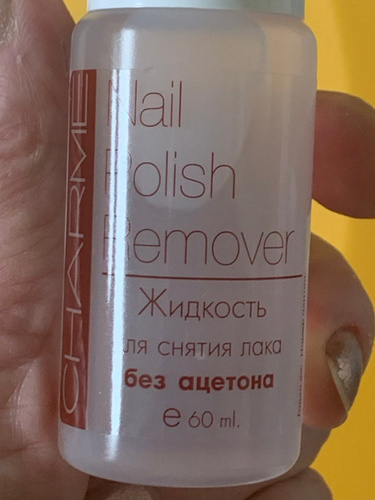 CHARME
Nail
Polish
Remover
Жидкость
ля снятия лака
без ацетона
e 60 ml.